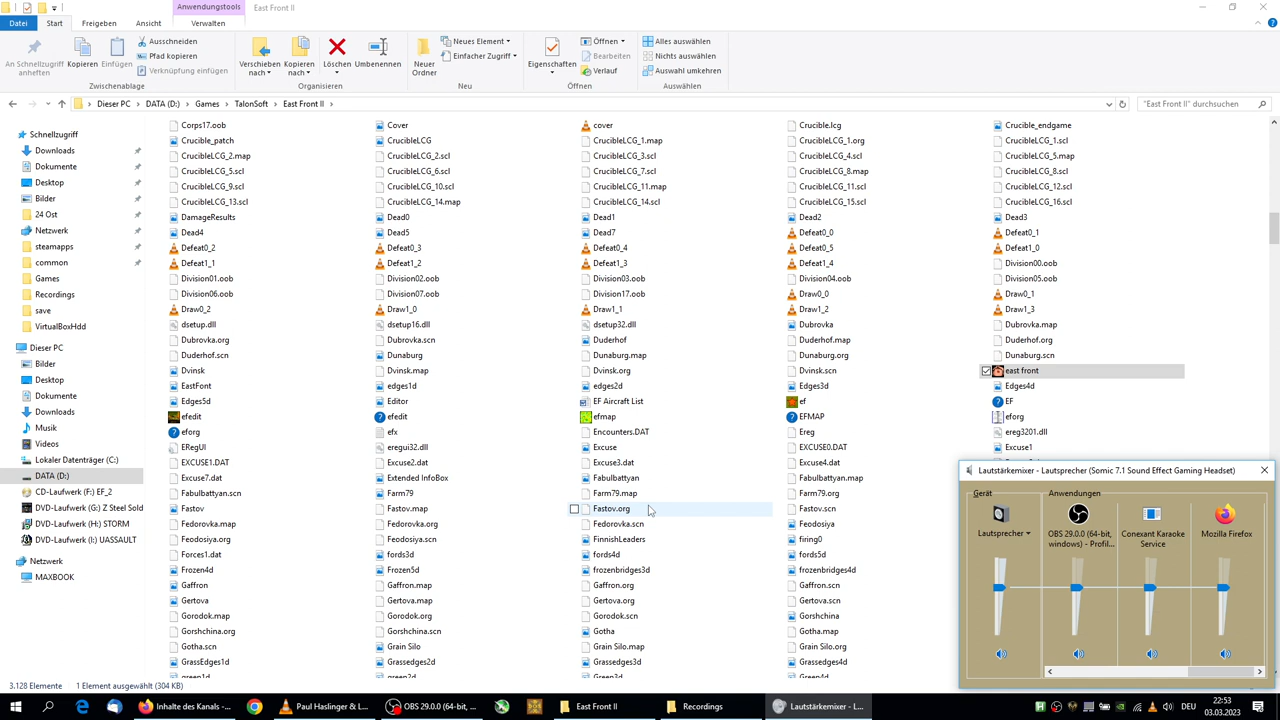 Anwendungstools
East Front II
Datei
Start
Freigeben
Ansicht
Verwalten
An Schnellzugriff anheften
Kopieren
Einfügen
Ausschneiden
Pfad kopieren
Verknüpfung einfügen
Zwischenablage
Verschieben nach
Kopieren nach
Löschen
Umbenennen
Organisieren
Neuer Ordner
Neues Element
Einfacher Zugriff
Neu
Eigenschaften
Öffnen
Bearbeiten
Verlauf
Öffnen
Alles auswählen
Nichts auswählen
Auswahl umkehren
Auswählen
Dieser PC › DATA (D:) › Games › TalonSoft › East Front II ›
"East Front II" durchsuchen
Schnellzugriff
Downloads
Dokumente
Desktop
Bilder
24 Ost
Netzwerk
steamapps
common
Games
Recordings
save
VirtualBoxHdd
Dieser PC
Bilder
Desktop
Dokumente
Downloads
Musik
Videos
Lokaler Datenträger (C:)
DATA (D:)
CD-Laufwerk (F:) EF_2
DVD-Laufwerk (G:) Z Steel Sold
DVD-Laufwerk (H:) STORM
DVD-Laufwerk (I:) UASSAULT
Netzwerk
MAXBOOK
Corps17.oob Cover cover Crucible.lcg Crucible_endgame
Crucible_patch CrucibleLCG CrucibleLCG_1.map CrucibleLCG_1.org CrucibleLCG_1.scl
CrucibleLCG_2.map CrucibleLCG_2.scl CrucibleLCG_3.scl CrucibleLCG_4.scl CrucibleLCG_5.map
CrucibleLCG_5.scl CrucibleLCG_6.scl CrucibleLCG_7.scl CrucibleLCG_8.map CrucibleLCG_8.scl
CrucibleLCG_9.scl CrucibleLCG_10.scl CrucibleLCG_11.map CrucibleLCG_11.scl CrucibleLCG_12.scl
CrucibleLCG_13.scl CrucibleLCG_14.map CrucibleLCG_14.scl CrucibleLCG_15.scl CrucibleLCG_16.scl
DamageResults Dead0 Dead1 Dead2 Dead3
Dead4 Dead5 Dead7 Defeat0_0 Defeat0_1
Defeat0_2 Defeat0_3 Defeat0_4 Defeat0_5 Defeat1_0
Defeat1_1 Defeat1_2 Defeat1_3 Defeat1_4 Division00.oob
Division01.oob Division02.oob Division03.oob Division04.oob Division05.oob
Division06.oob Division07.oob Division17.oob Draw0_0 Draw0_1
Draw0_2 Draw1_0 Draw1_1 Draw1_2 Draw1_3
dsetup.dll dsetup16.dll dsetup32.dll Dubrovka Dubrovka.map
Dubrovka.org Dubrovka.scn Duderhof Duderhof.map Duderhof.org
Duderhof.scn Dunaburg Dunaburg.map Dunaburg.org Dunaburg.scn
Dvinsk Dvinsk.map Dvinsk.org Dvinsk.scn east front
EastFont edges1d edges2d Edges3d Edges4d
Edges5d Editor EF Aircraft List ef EF
efedit efedit efmap EFMAP eforg
eforg efx Encounters.DAT Ereg ereg3201.dll
ERegUI eregui32.dll Excuse EXCUSE0.DAT Excuse1
EXCUSE1.DAT Excuse2.dat Excuse3.dat Excuse4.dat
Excuse7.dat Extended InfoBox Fabulbattyan Fabulbattyan.map
Fabulbattyan.scn Farm79 Farm79.map Farm79.org
Fastov Fastov.map Fastov.org Fastov.scn
Fedorovka.map Fedorovka.org Fedorovka.scn Feodosiya
Feodosiya.org Feodosiya.scn FinnishLeaders firing0
Forces1.dat fords3d fords4d fords5d
Frozen4d Frozen5d frozenbridges3d frozenbridges4d
Gaffron Gaffron.map Gaffron.org Gaffron.scn
Gertova Gertova.map Gertova.org Gertova.scn
Gorodok.map Gorodok.org Gorodok.scn Gorshchina
Gorshchina.org Gorshchina.scn Gotha Gotha.map
Gotha.scn Grain Silo Grain Silo.map Grain Silo.org
GrassEdges1d Grassedges2d Grassedges3d Grassedges4d
green1d green2d Green3d Green4d
Lautstärkemixer - Lautsprecher (Somic 7.1 Sound Effect Gaming Headset)
Gerät
Anwendungen
Lautsprecher
OBS 29.0.0 (64-bit, windows) - Profil...
Conexant Karaoke Service
Mozilla Firefox
3.128 Elemente
1 Element ausgewählt (304 KB)
Inhalte des Kanals -...
Paul Haslinger & L...
OBS 29.0.0 (64-bit, ...
East Front II
Recordings
Lautstärkemixer - L...
DEU
22:53
03.03.2023